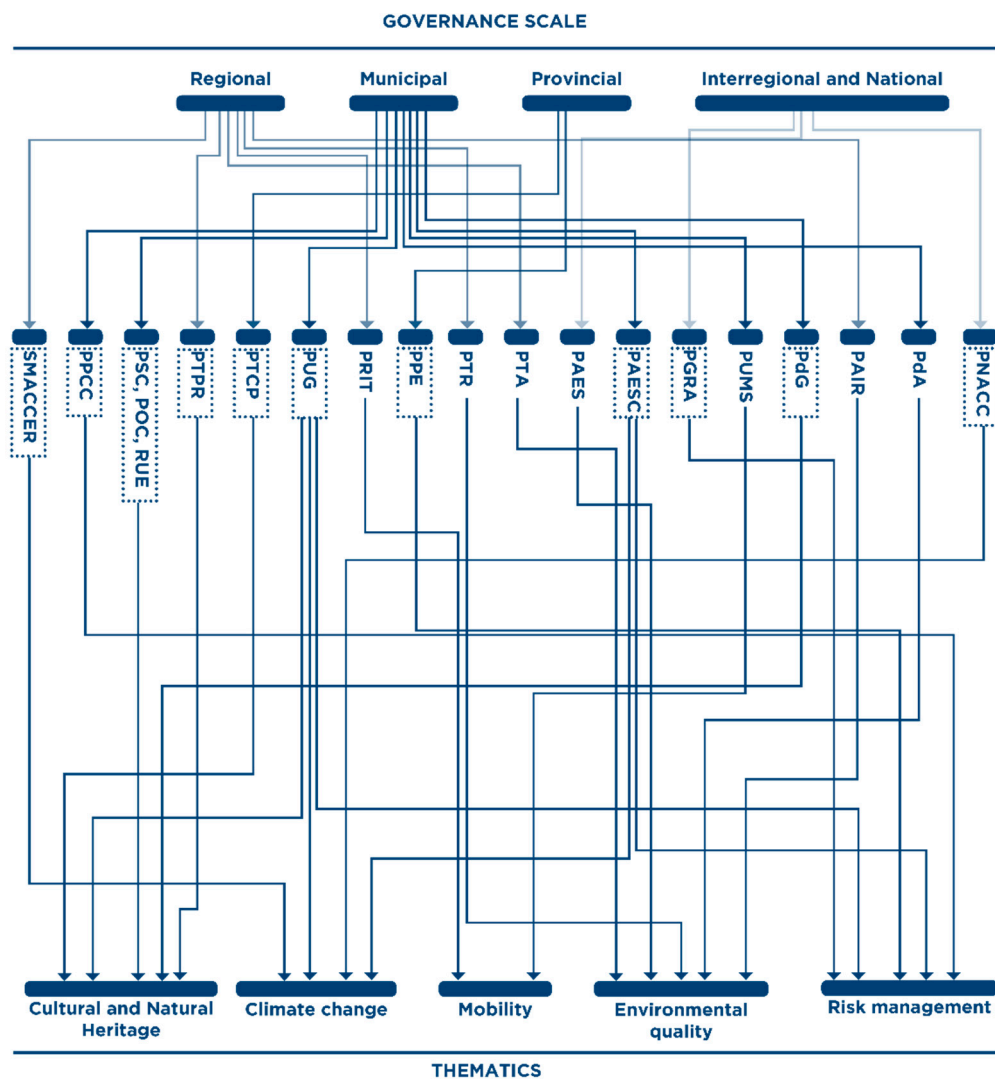 GOVERNANCE SCALE
Regional
Municipal
Provincial
Interregional and National
SMACCER
PPCC
PSC, POC, RUE
PTPR
PTCP
PUG
PRIT
PPE
PTR
PTA
PAES
PAESC
PGRA
PUMS
PdG
PAIR
PdA
PNACC
Cultural and Natural
Heritage
Climate change
Mobility
Environmental
quality
Risk management
THEMATICS